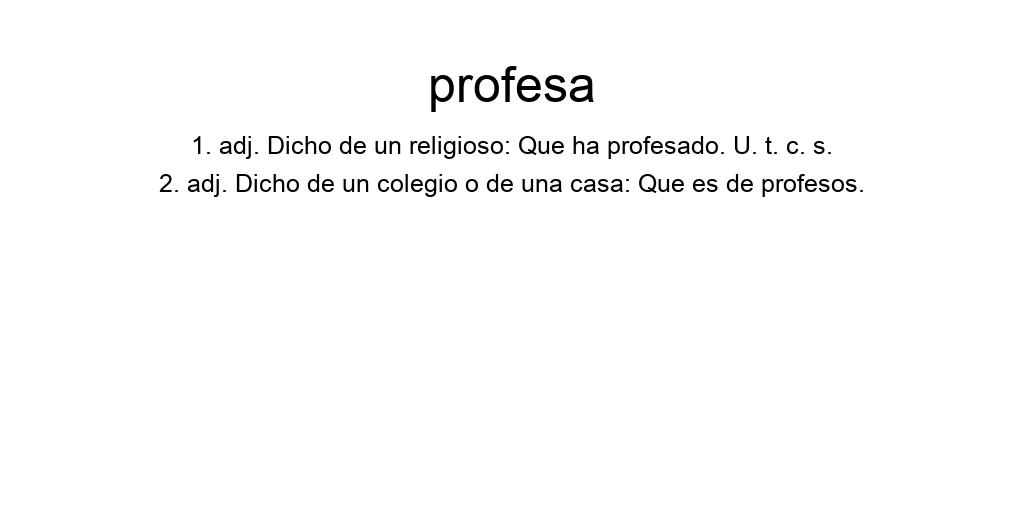 profesa
1. adj. Dicho de un religioso: Que ha profesado. U. t. c. s.
2. adj. Dicho de un colegio o de una casa: Que es de profesos.